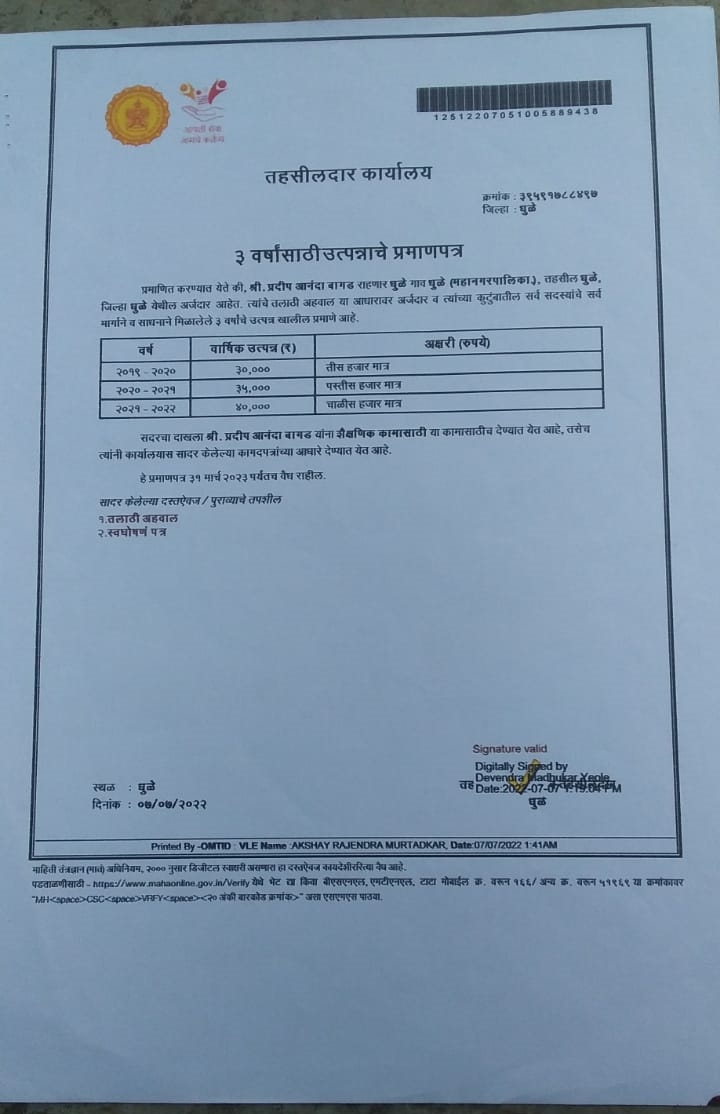 आपली सेवा
आमचे कर्तव्य
12512207051005889438
तहसीलदार कार्यालय
क्रमांक : ३९५९१७८८४९७
जिल्हा : धुळे
३ वर्षांसाठी उत्पन्नाचे प्रमाणपत्र
प्रमाणित करण्यात येते की, श्री. प्रदीप आनंदा बागड राहणार धुळे गाव धुळे (महानगरपालिका), तहसील धुळे,
जिल्हा धुळे येथील अर्जदार आहेत. त्यांचे तलाठी अहवाल या आधारावर अर्जदार व त्यांच्या कुटुंबातील सर्व सदस्यांचे सर्व
मार्गाने व साधनाने मिळालेले ३ वर्षाचे उत्पन्न खालील प्रमाणे आहे.
वर्ष वार्षिक उत्पन्न (₹) अक्षरी (रुपये)
२०१९ - २०२० ३०,००० तीस हजार मात्र
२०२० - २०२१ ३५,००० पस्तीस हजार मात्र
२०२१ - २०२२ ४०,००० चाळीस हजार मात्र
सदरचा दाखला श्री. प्रदीप आनंदा बागड यांना शैक्षणिक कामासाठी या कामासाठीच देण्यात येत आहे, तसेच
त्यांनी कार्यालयास सादर केलेल्या कागदपत्रांच्या आधारे देण्यात येत आहे.
हे प्रमाणपत्र ३१ मार्च २०२३ पर्यंतच वैध राहील.
सादर केलेल्या दस्तऐवज / पुराव्याचे तपशील
१.तलाठी अहवाल
२.स्वघोषणं पत्र
Signature valid
Digitally Signed by
Devendra Madhukar Yeole
Date:2022-07-07 PM
धुळे
स्थळ : धुळे
दिनांक : ०७/०७/२०२२
Printed By -OMTID : VLE Name :AKSHAY RAJENDRA MURTADKAR, Date:07/07/2022 1:41AM
माहिती तंत्रज्ञान (मावं) अधिनियम, २००० नुसार डिजीटल स्वाक्षरी असणारा हा दस्तऐवज कायदेशीररित्या वैध आहे.
पडताळणीसाठी - https://www.mahaonline.gov.in/Verify येथे भेट द्या किंवा बीएसएनएल, एमटीएनएल, टाटा मोबाईल क्र. वरून १६६/ अन्य क्र. वरून ५१९६९ या क्रमांकावर
"MH<space>CSC<space>VRFY<space><२० अंकी बारकोड क्रमांक>" असा एसएमएस पाठवा.